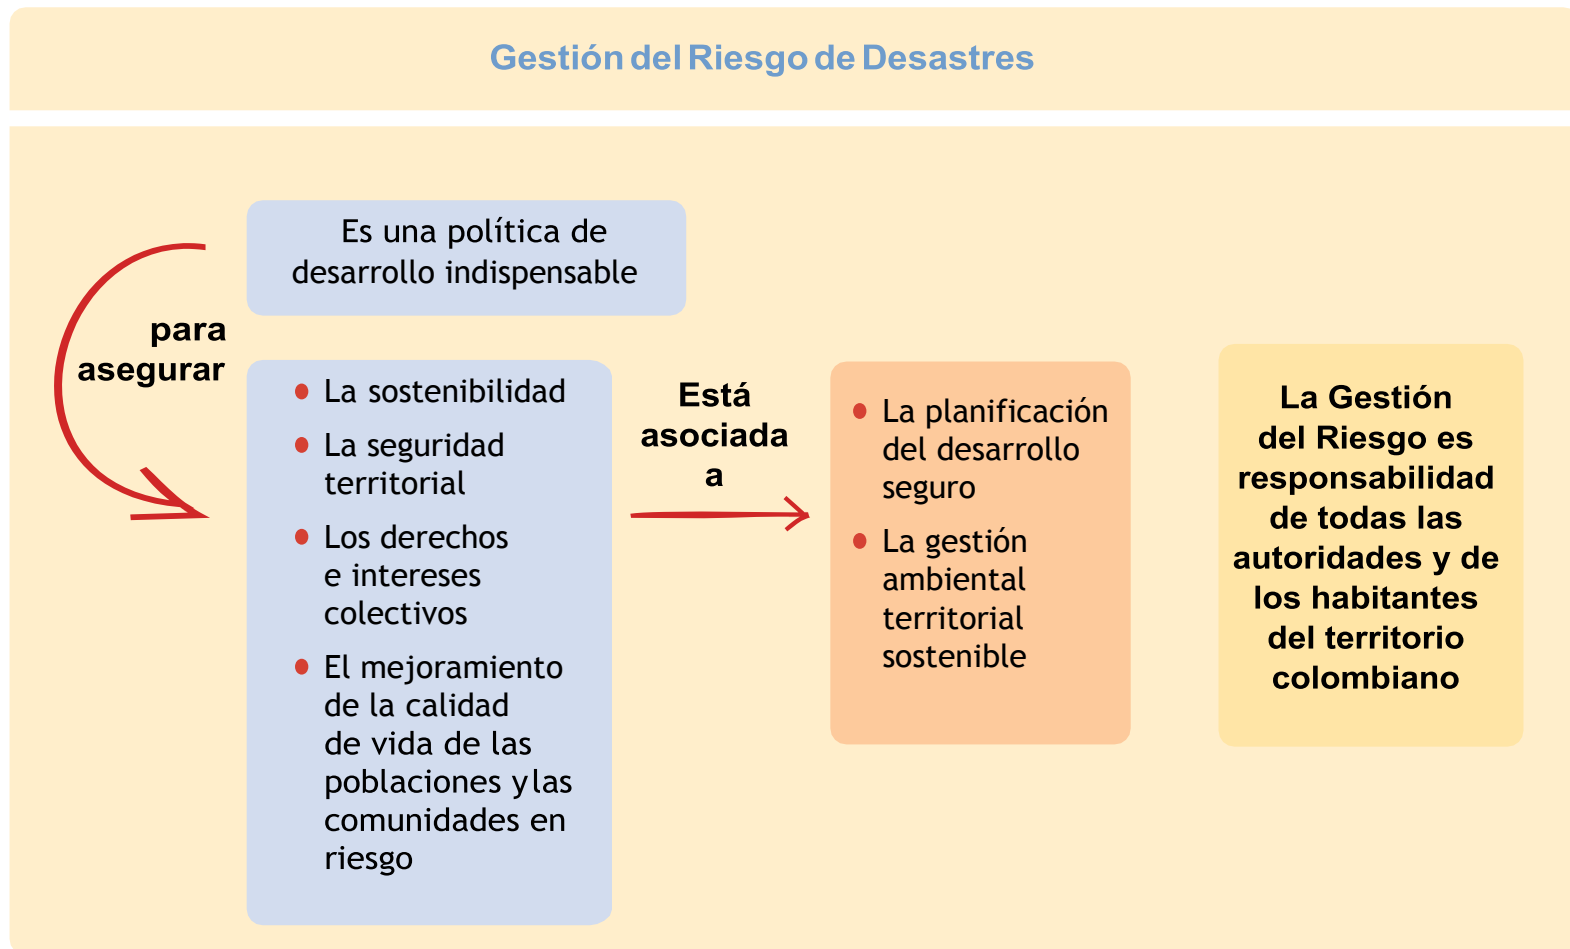 Gestión del Riesgo de Desastres
Es una política de
desarrollo indispensable
para
asegurar
La sostenibilidad
La seguridad
territorial
Los derechos
e intereses
colectivos
El mejoramiento
de la calidad
de vida de las
poblaciones y las
comunidades en
riesgo
Está
asociada
a
La planificación
del desarrollo
seguro
La gestión
ambiental
territorial
sostenible
La Gestión
del Riesgo es
responsabilidad
de todas las
autoridades y de
los habitantes
del territorio
colombiano